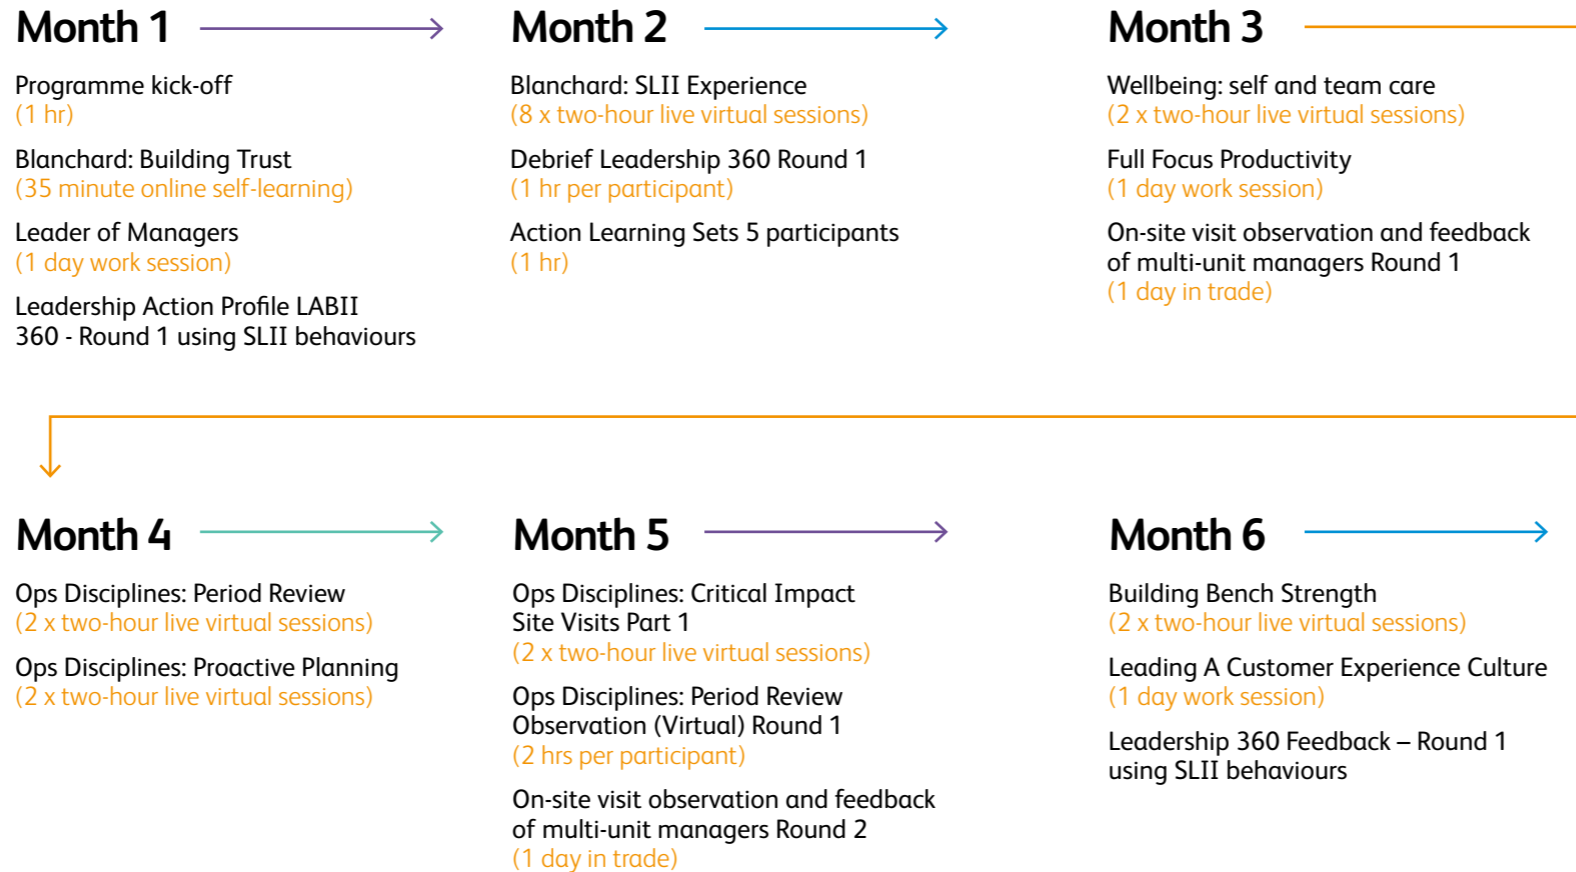 Month 1
Programme kick-off
(1 hr)
Blanchard: Building Trust
(35 minute online self-learning)
Leader of Managers
(1 day work session)
Leadership Action Profile LABII
360 - Round 1 using SLII behaviours
Month 2
Blanchard: SLII Experience
(8 x two-hour live virtual sessions)
Debrief Leadership 360 Round 1
(1 hr per participant)
Action Learning Sets 5 participants
(1 hr)
Month 3
Wellbeing: self and team care
(2 x two-hour live virtual sessions)
Full Focus Productivity
(1 day work session)
On-site visit observation and feedback
of multi-unit managers Round 1
(1 day in trade)
Month 4
Ops Disciplines: Period Review
(2 x two-hour live virtual sessions)
Ops Disciplines: Proactive Planning
(2 x two-hour live virtual sessions)
Month 5
Ops Disciplines: Critical Impact
Site Visits Part 1
(2 x two-hour live virtual sessions)
Ops Disciplines: Period Review
Observation (Virtual) Round 1
(2 hrs per participant)
On-site visit observation and feedback
of multi-unit managers Round 2
(1 day in trade)
Month 6
Building Bench Strength
(2 x two-hour live virtual sessions)
Leading A Customer Experience Culture
(1 day work session)
Leadership 360 Feedback – Round 1
using SLII behaviours